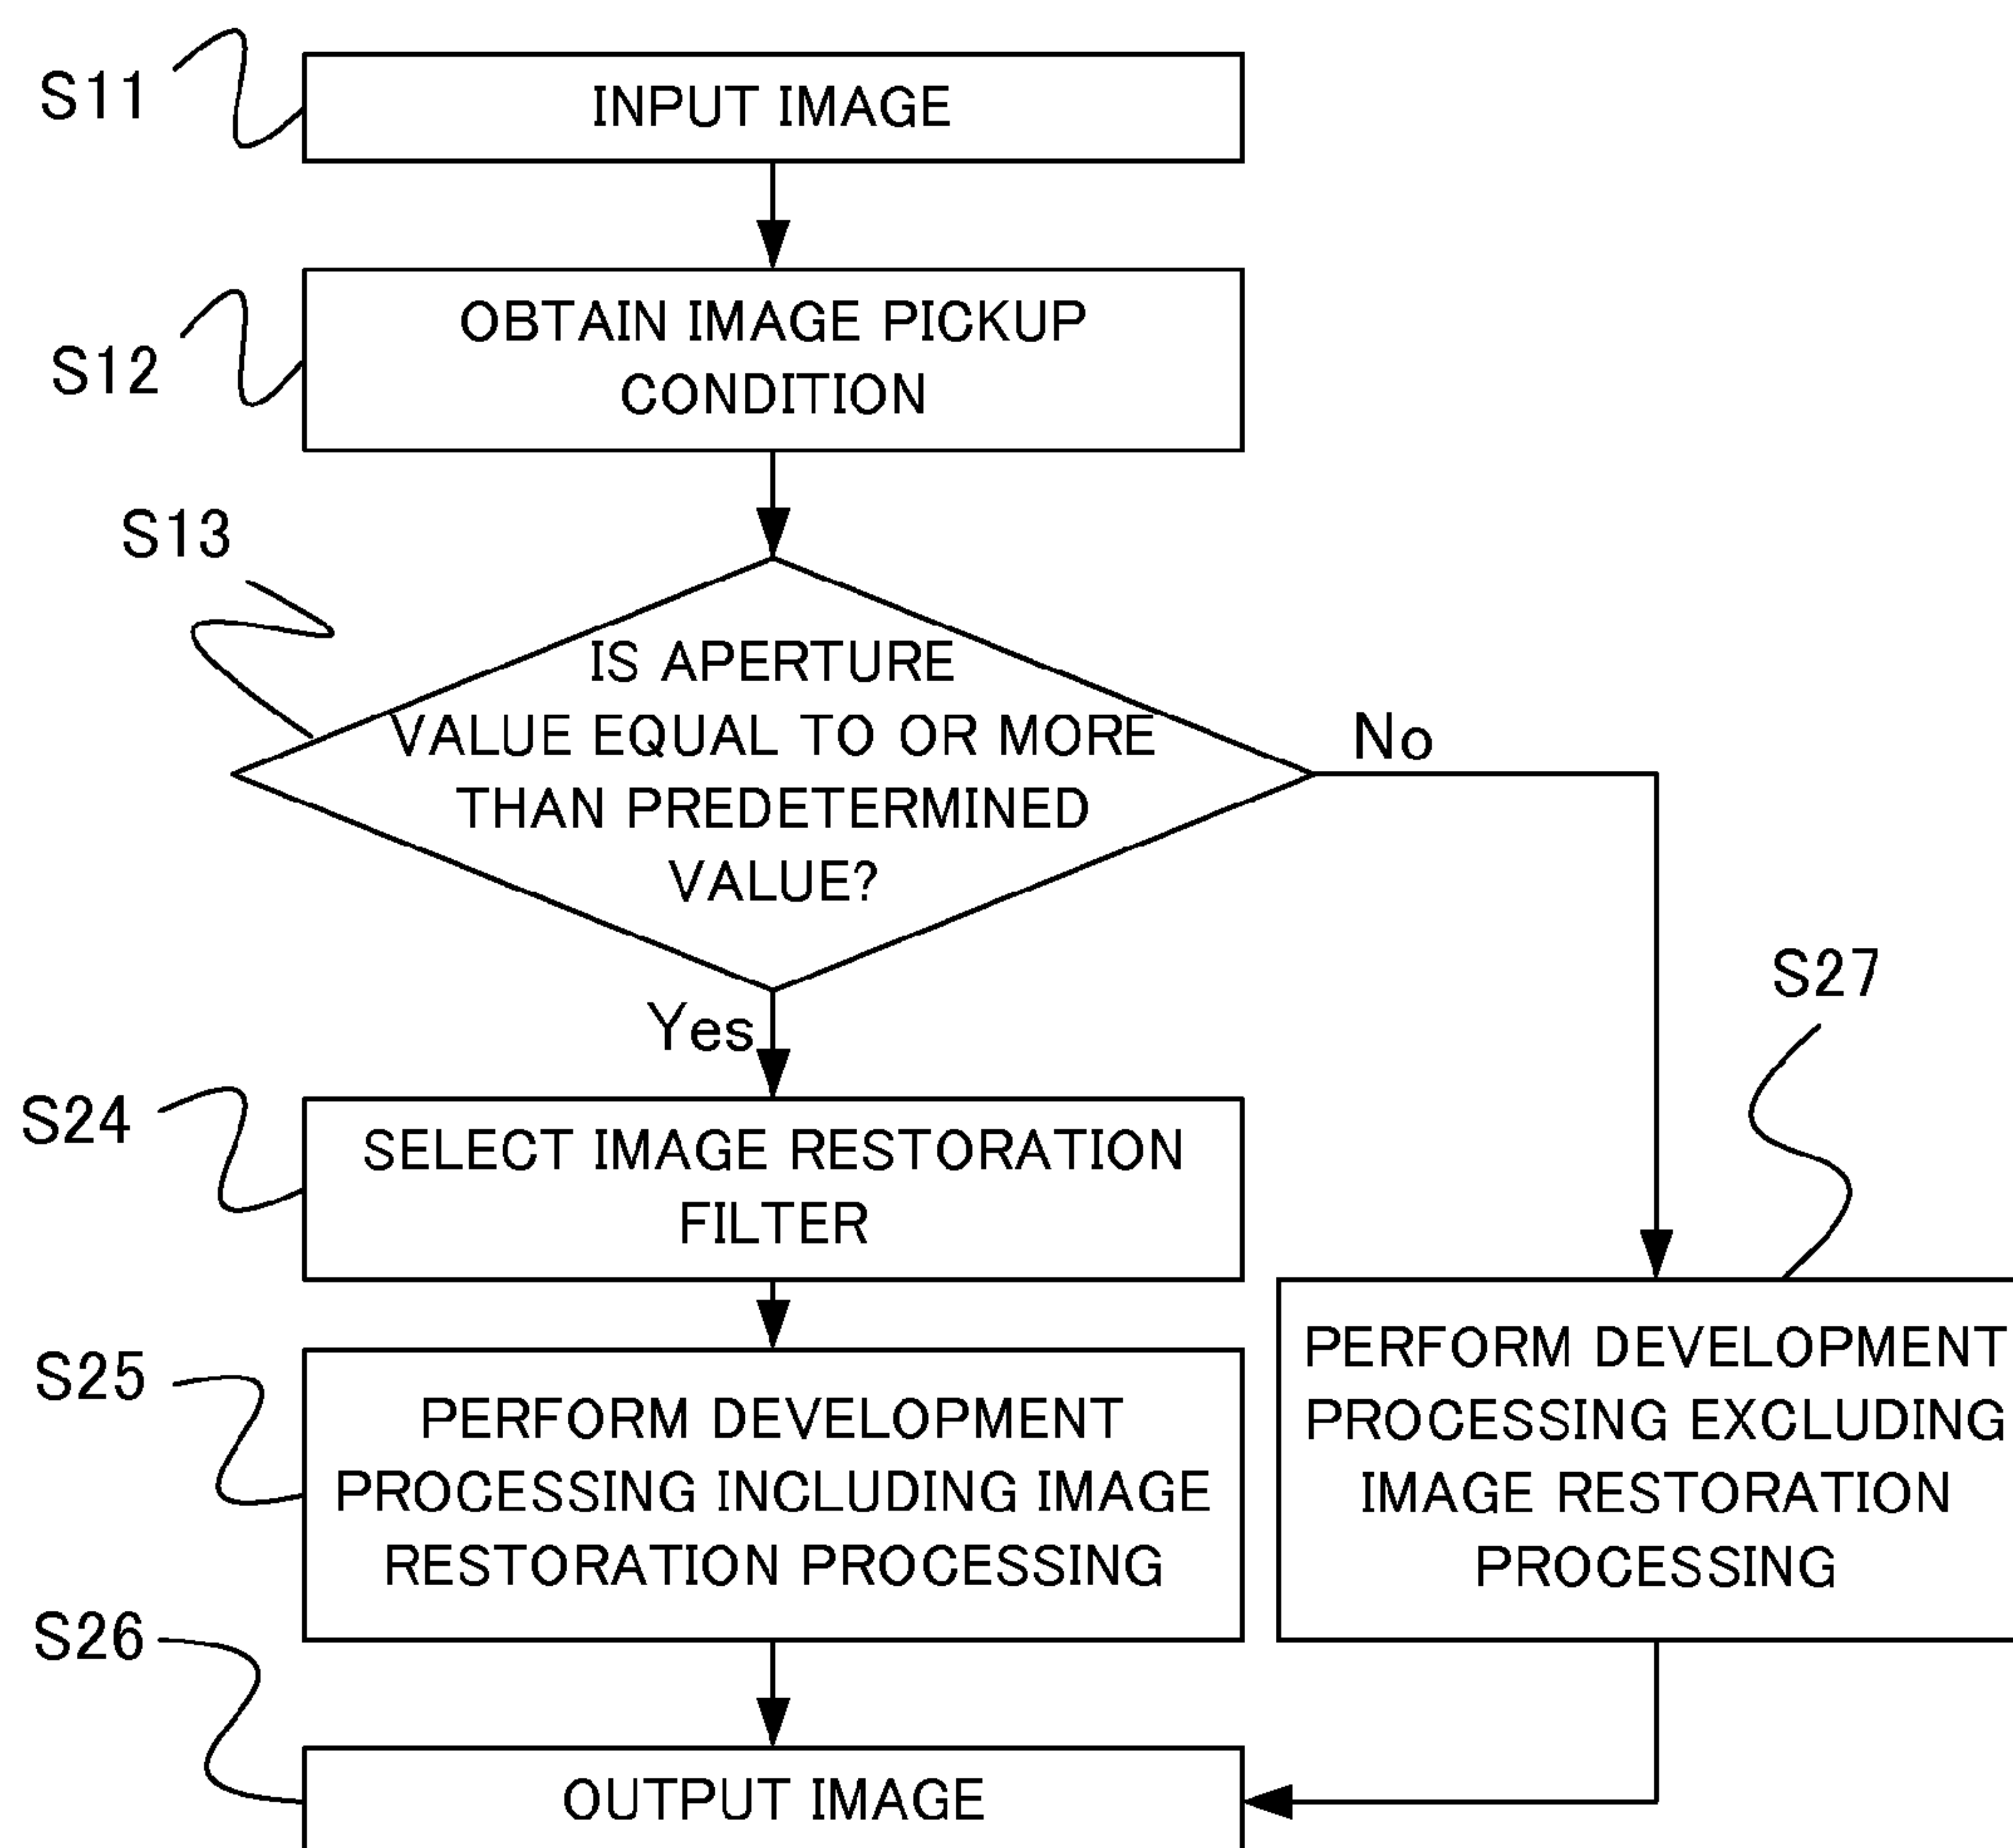 S11
INPUT IMAGE
S12
OBTAIN IMAGE PICKUP
CONDITION
S13
IS APERTURE
VALUE EQUAL TO OR MORE
THAN PREDETERMINED
VALUE?
No
Yes
S24
SELECT IMAGE RESTORATION
FILTER
S25
PERFORM DEVELOPMENT
PROCESSING INCLUDING IMAGE
RESTORATION PROCESSING
S27
PERFORM DEVELOPMENT
PROCESSING EXCLUDING
IMAGE RESTORATION
PROCESSING
S26
OUTPUT IMAGE